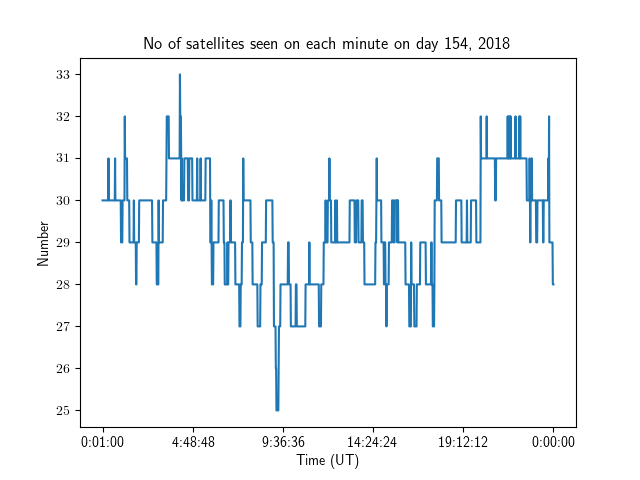 No of satellites seen on each minute on day 154, 2018
33
32
31
30
29
28
27
26
25
Number
0:01:00 4:48:48 9:36:36 14:24:24 19:12:12 0:00:00
Time (UT)